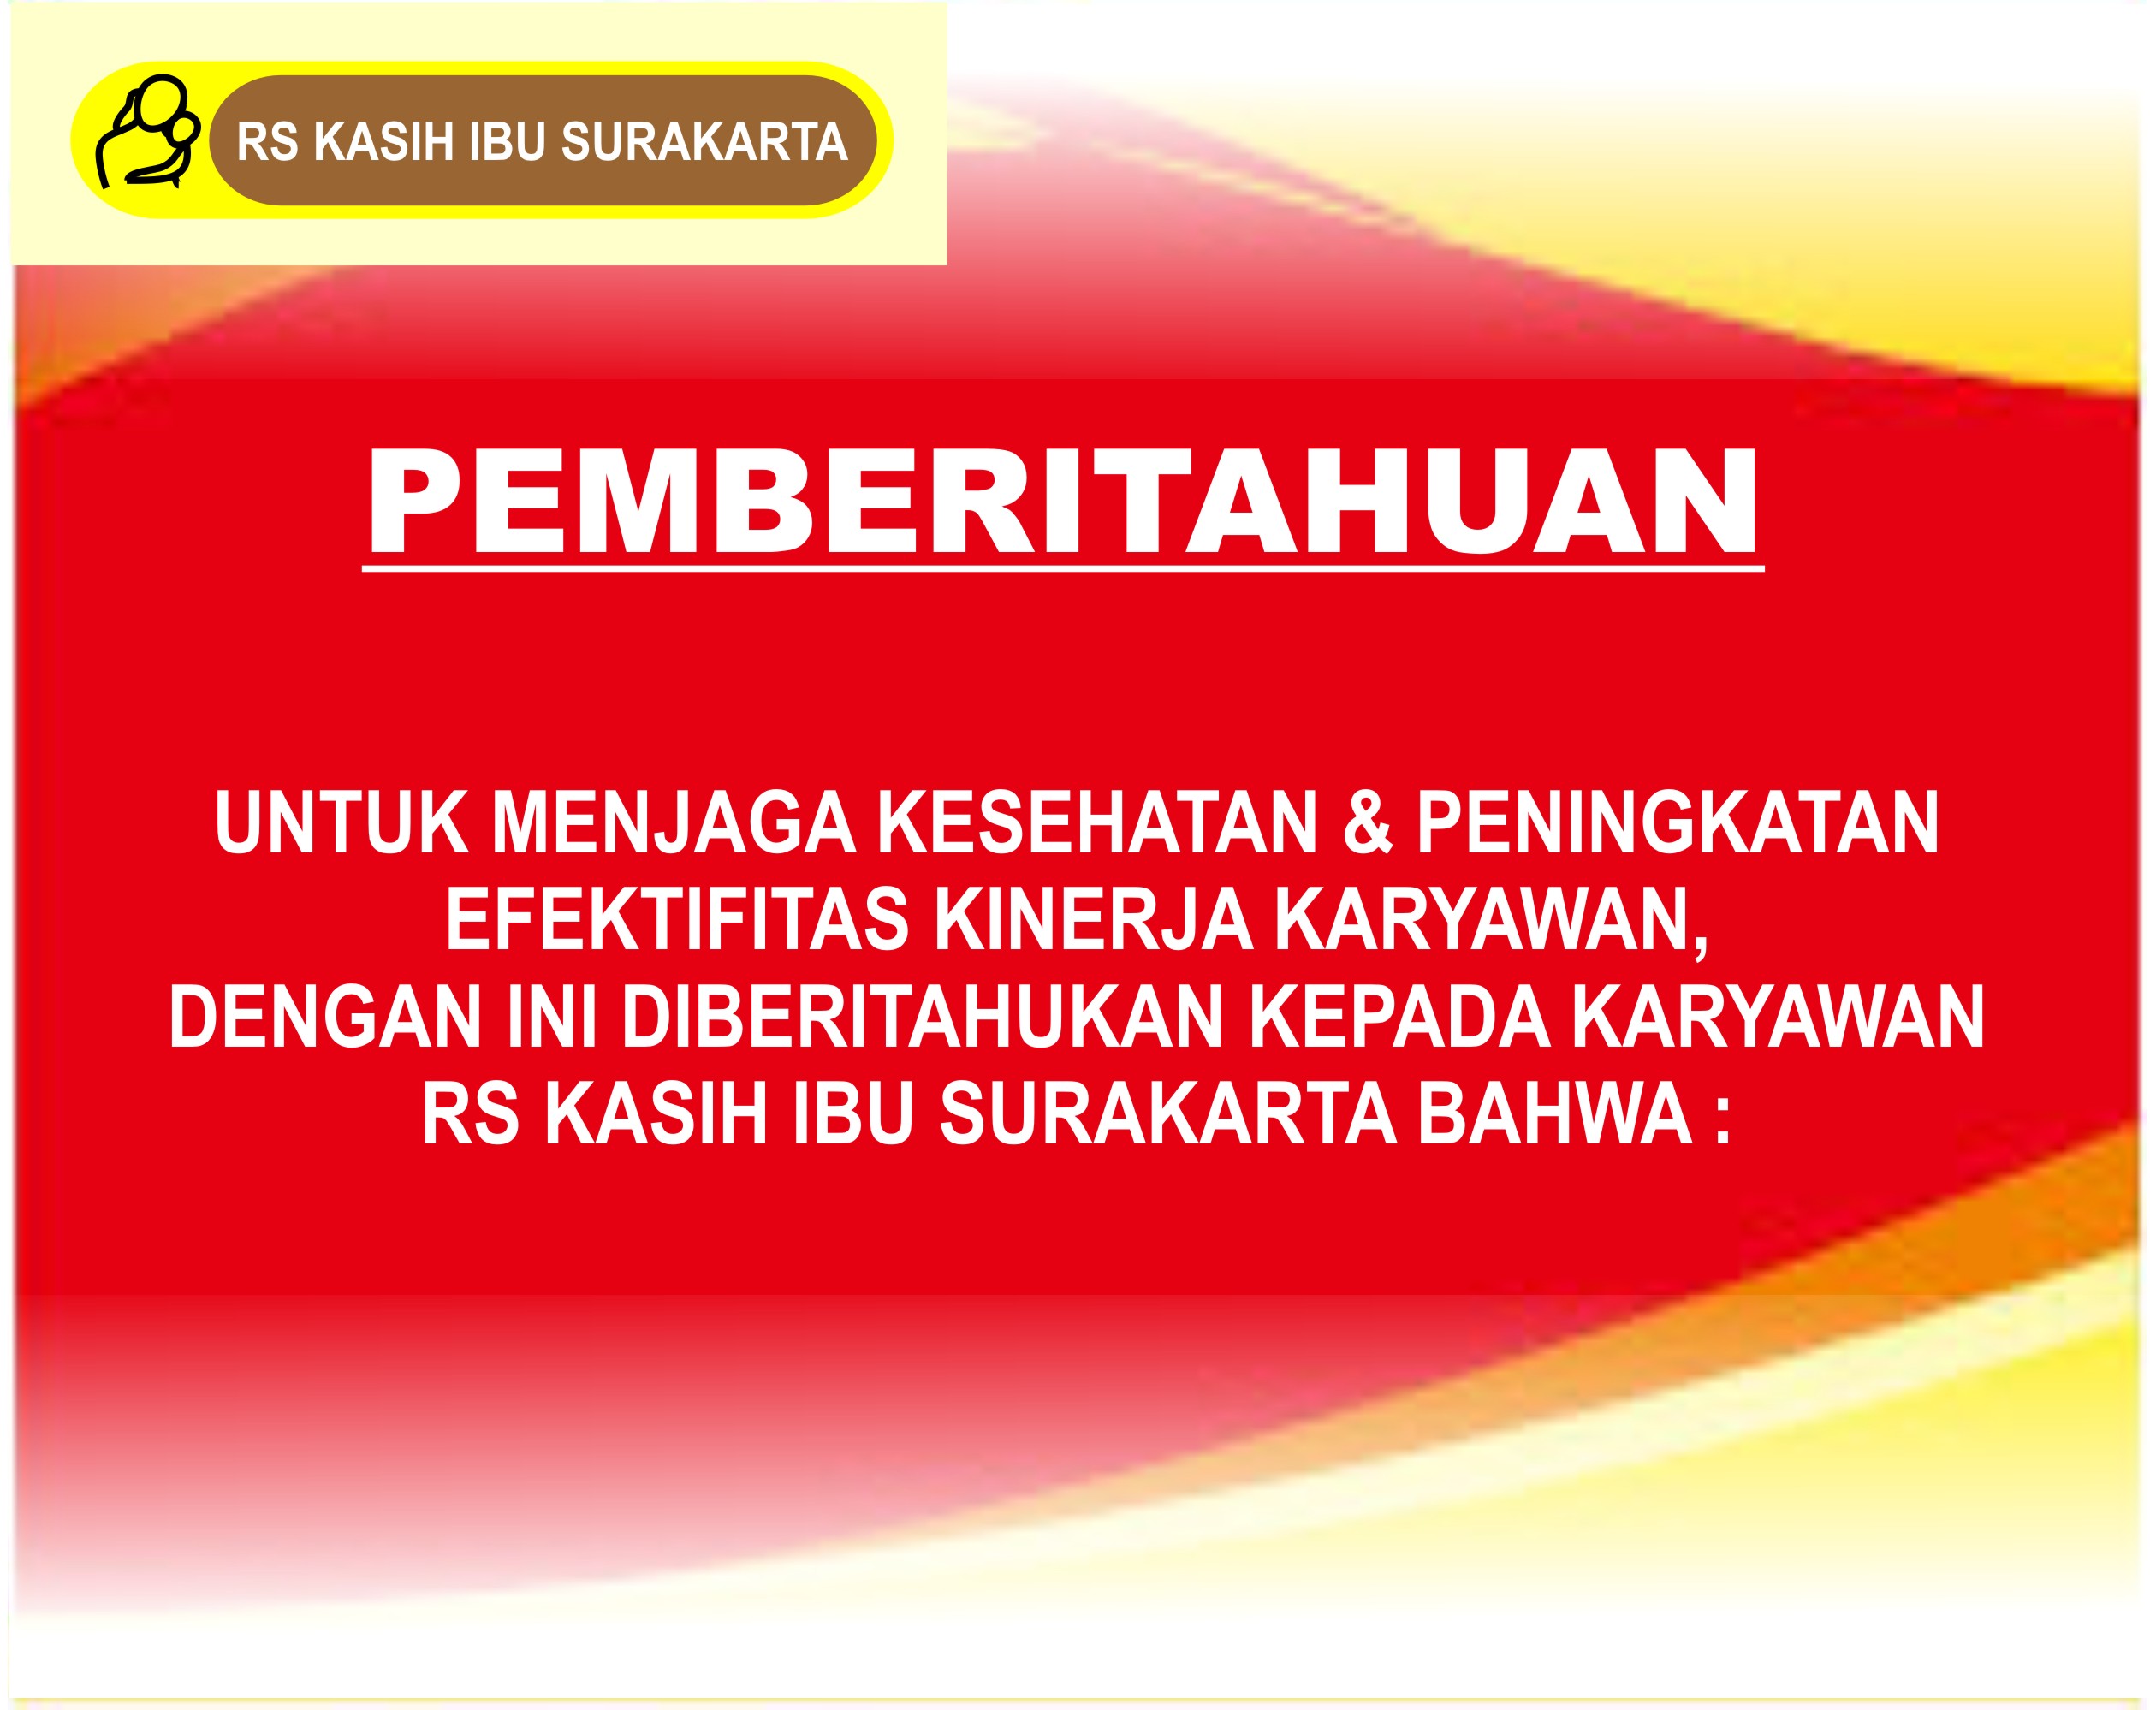 RS KASIH IBU SURAKARTA
PEMBERITAHUAN
UNTUK MENJAGA KESEHATAN & PENINGKATAN
EFEKTIFITAS KINERJA KARYAWAN,
DENGAN INI DIBERITAHUKAN KEPADA KARYAWAN
RS KASIH IBU SURAKARTA BAHWA :